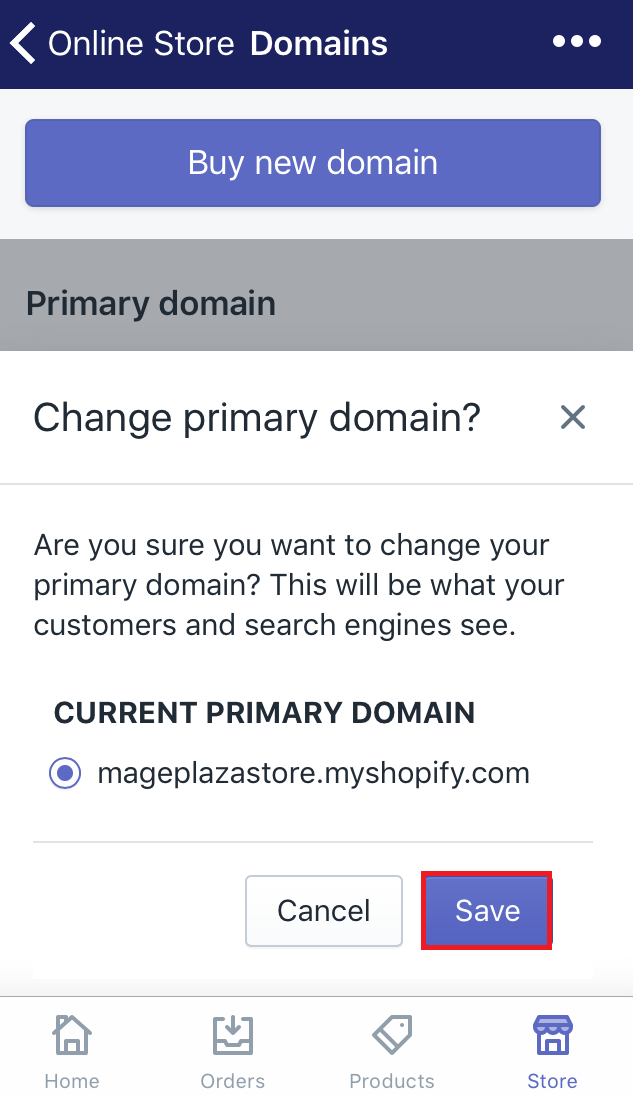 Online Store Domains
Buy new domain
Primary domain
Change primary domain?
Are you sure you want to change your
primary domain? This will be what your
customers and search engines see.
CURRENT PRIMARY DOMAIN
mageplazastore.myshopify.com
Cancel Save
Home Orders Products Store